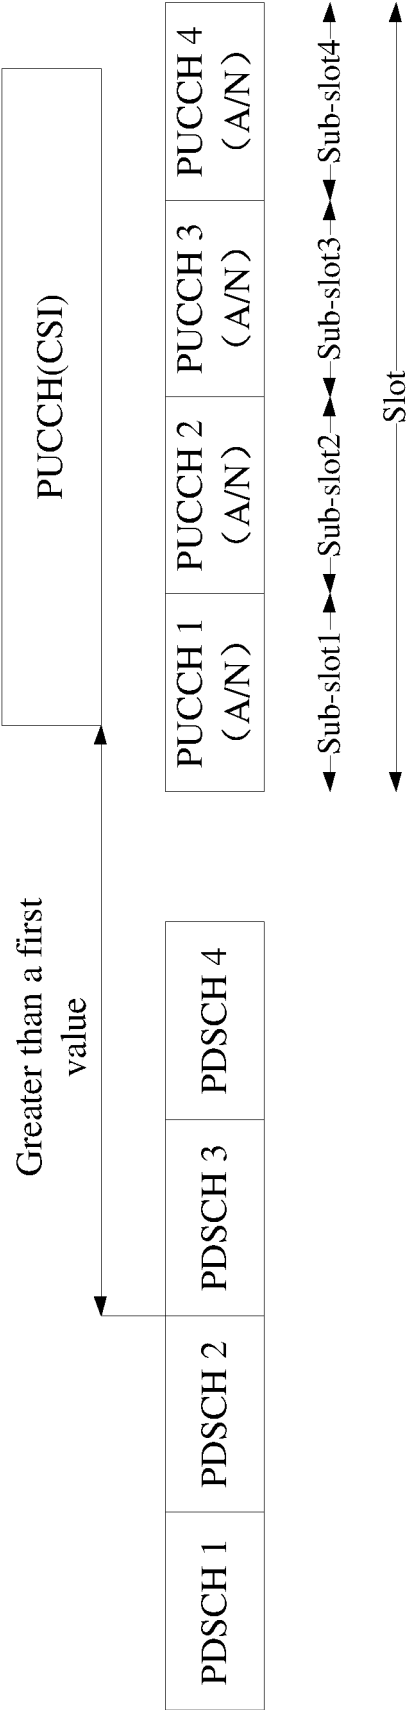 Greater than a first
value
PUCCH(CSI)
PDSCH 1
PDSCH 2
PDSCH 3
PDSCH 4
PUCCH 1
(A/N)
PUCCH 2
(A/N)
PUCCH 3
(A/N)
PUCCH 4
(A/N)
Sub-slot1
Sub-slot2
Sub-slot3
Sub-slot4
Slot